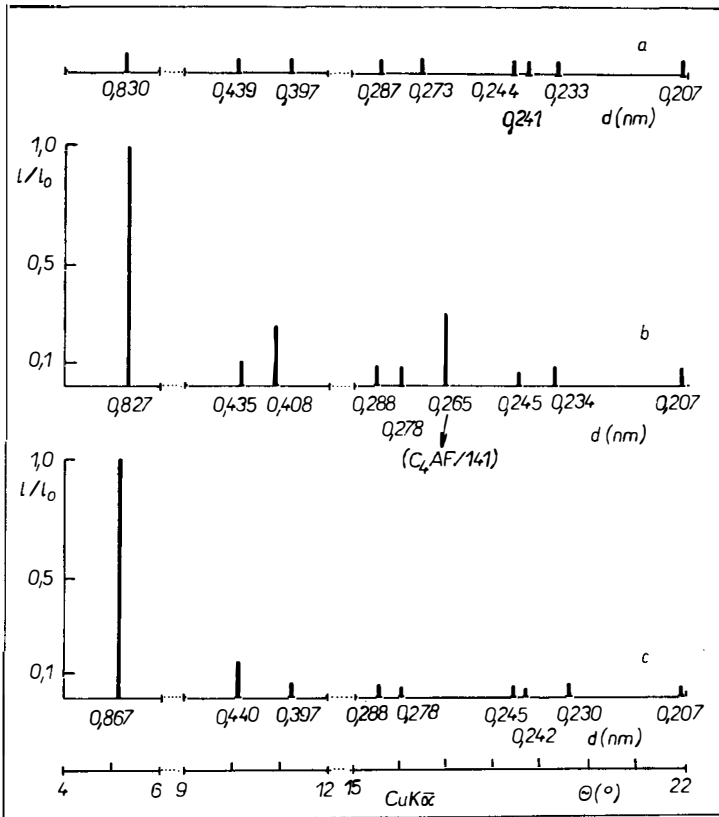 a
0,830 0,439 0,397 0,287 0,273 0,244 0,233 0,207
0,241 d(nm)
1,0
I/I₀
0,5
b
0,1
0,827 0,435 0,408 0,288 0,265 0,245 0,234 0,207
0,278 d(nm)
(C₄AF/141)
1,0
I/I₀
0,5
c
0,1
0,867 0,440 0,397 0,288 0,278 0,245 0,230 0,207
0,242 d(nm)
4 6 9 12 15 CuKα̅ Θ(°) 22